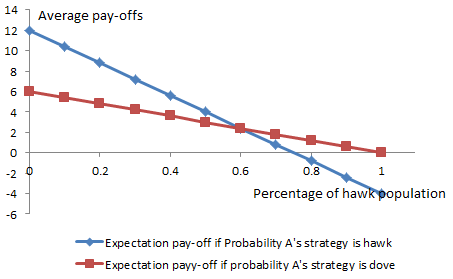 Average pay-offs
14
12
10
8
6
4
2
0
-2
-4
-6
0 0.2 0.4 0.6 0.8 1
Percentage of hawk population
Expectation pay-off if Probability A's strategy is hawk
Expectation payy-off if probability A's strategy is dove